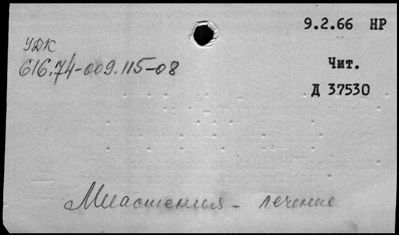 9.2.66 НР
УДК
616.74-009.115-08
Чит.
Д 37530
Миастения - лечение